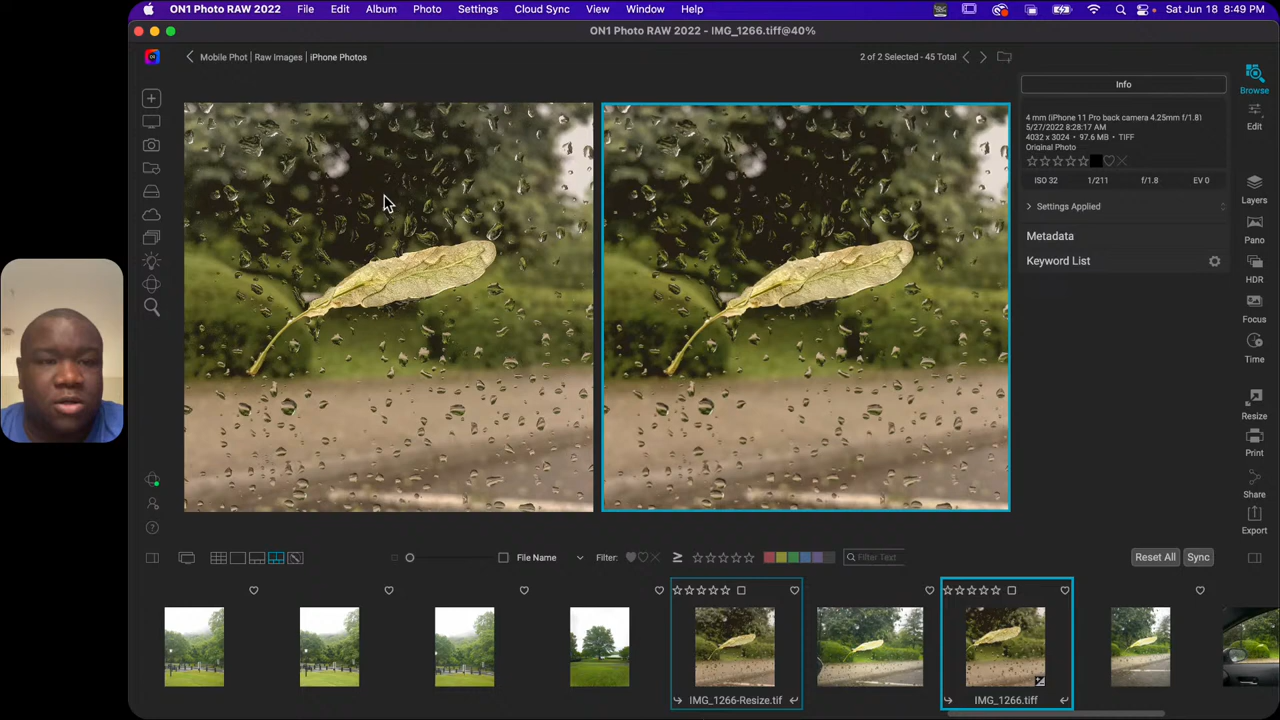 ON1 Photo RAW 2022 File Edit Album Photo Settings Cloud Sync View Window Help Sat Jun 18 8:49 PM
ON1 Photo RAW 2022 - IMG_1266.tiff@40%
Mobile Phot | Raw Images | iPhone Photos 2 of 2 Selected - 45 Total
Info
Browse
4 mm (iPhone 11 Pro back camera 4.25mm f/1.8)
5/27/2022 8:28:17 AM
4032 x 3024 • 97.6 MB • TIFF
Original Photo
Edit
ISO 32 1/211 f/1.8 EV 0
Settings Applied
Layers
Metadata
Pano
Keyword List
HDR
Focus
Time
Resize
Print
Share
Export
File Name Filter: Filter Text Reset All Sync
IMG_1266-Resize.tif IMG_1266.tiff